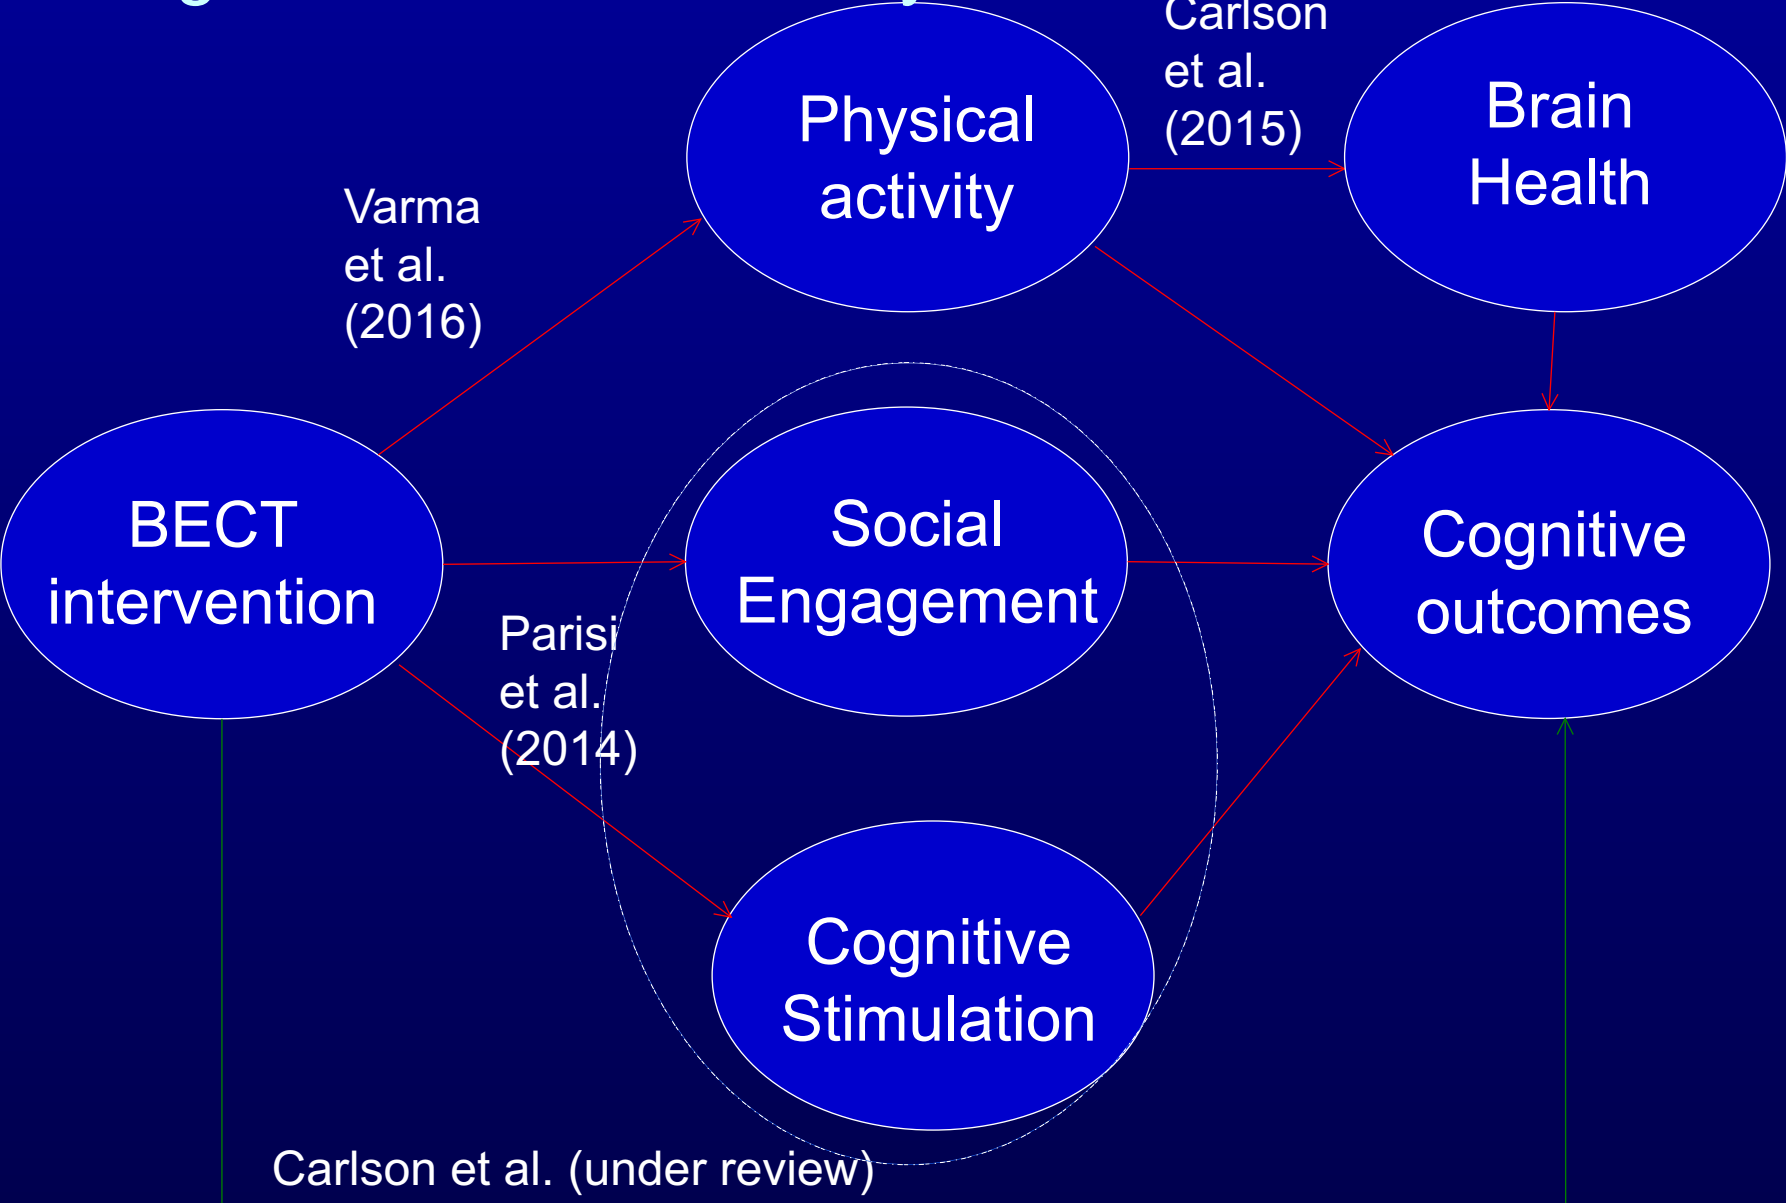 Carlson
et al.
(2015)
Physical
activity
Brain
Health
Varma
et al.
(2016)
BECT
intervention
Social
Engagement
Cognitive
outcomes
Parisi
et al.
(2014)
Cognitive
Stimulation
Carlson et al. (under review)